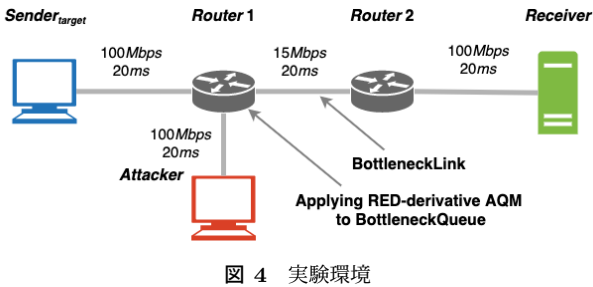 Sender_target
Router 1
Router 2
Receiver
100Mbps
20ms
15Mbps
20ms
100Mbps
20ms
100Mbps
20ms
Attacker
BottleneckLink
Applying RED-derivative AQM
to BottleneckQueue
図 4　実験環境